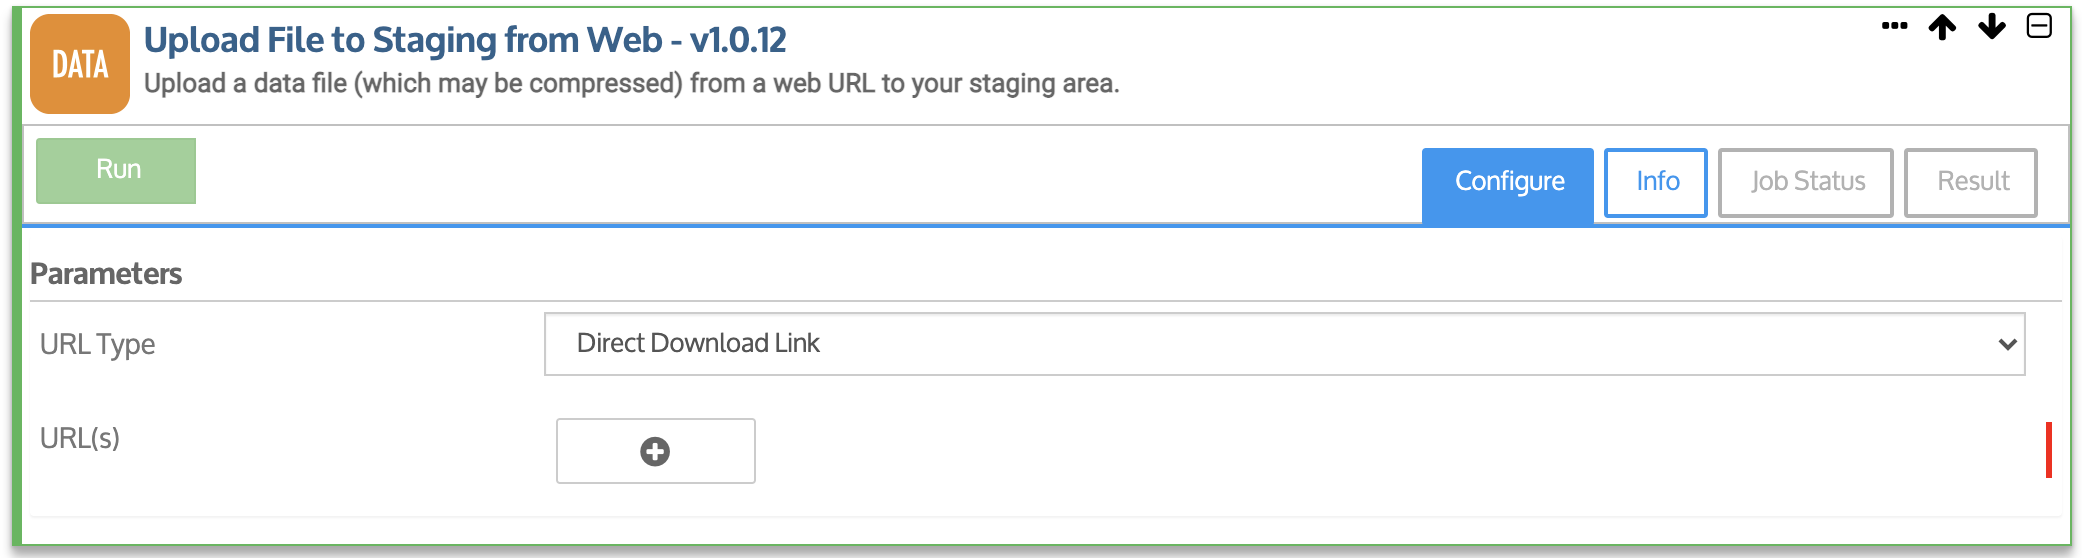 DATA
Upload File to Staging from Web - v1.0.12
Upload a data file (which may be compressed) from a web URL to your staging area.
Run
Configure
Info
Job Status
Result
Parameters
URL Type
Direct Download Link
URL(s)